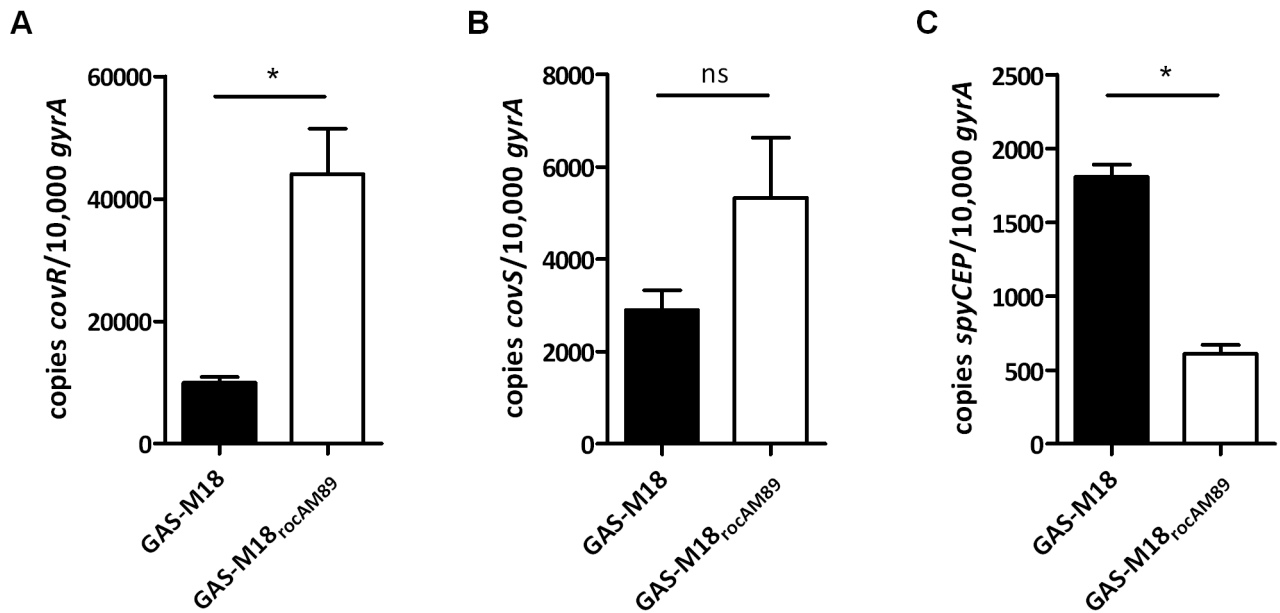 A
copies covR/10,000 gyrA
60000
40000
20000
0
*
GAS-M18
GAS-M18rocAM89
B
copies covS/10,000 gyrA
8000
6000
4000
2000
0
ns
GAS-M18
GAS-M18rocAM89
C
copies spyCEP/10,000 gyrA
2500
2000
1500
1000
500
0
*
GAS-M18
GAS-M18rocAM89